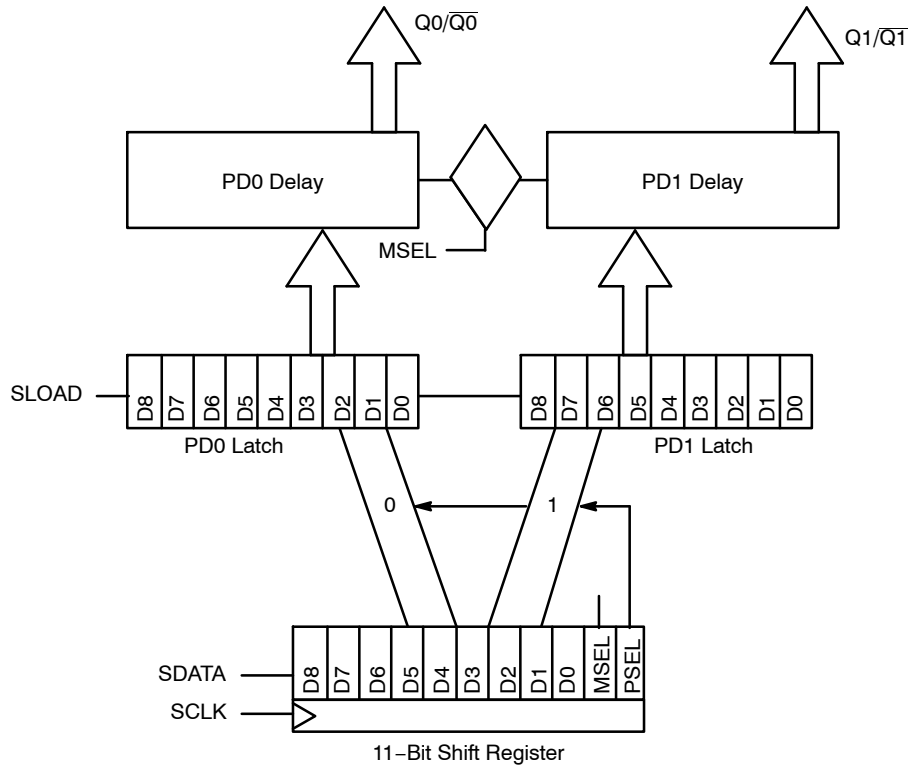 Q0/Q0
Q1/Q1
PD0 Delay
PD1 Delay
MSEL
SLOAD
D8 D7 D6 D5 D4 D3 D2 D1 D0
D8 D7 D6 D5 D4 D3 D2 D1 D0
PD0 Latch
PD1 Latch
0
1
SDATA
D8 D7 D6 D5 D4 D3 D2 D1 D0 MSEL PSEL
SCLK
11−Bit Shift Register